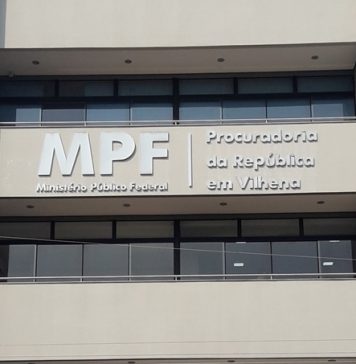 MPF
Ministério Público Federal
Procuradoria
da República
em Vilhena